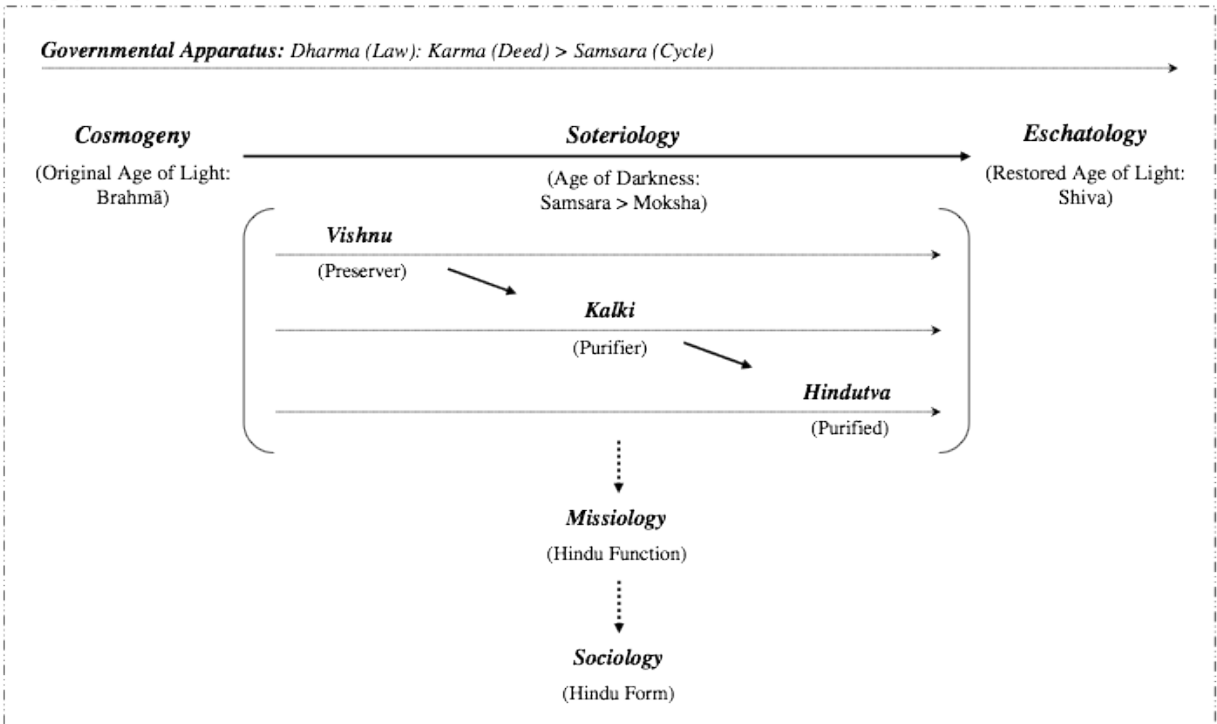 Governmental Apparatus: Dharma (Law): Karma (Deed) > Samsara (Cycle)
Cosmogeny
(Original Age of Light:
Brahmā)
Soteriology
(Age of Darkness:
Samsara > Moksha)
Eschatology
(Restored Age of Light:
Shiva)
Vishnu
(Preserver)
Kalki
(Purifier)
Hindutva
(Purified)
Missiology
(Hindu Function)
Sociology
(Hindu Form)